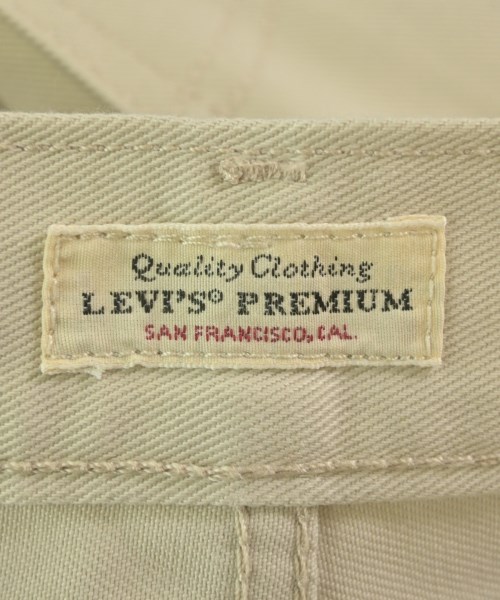 Quality Clothing
LEVI'S® PREMIUM
SAN FRANCISCO, CAL.